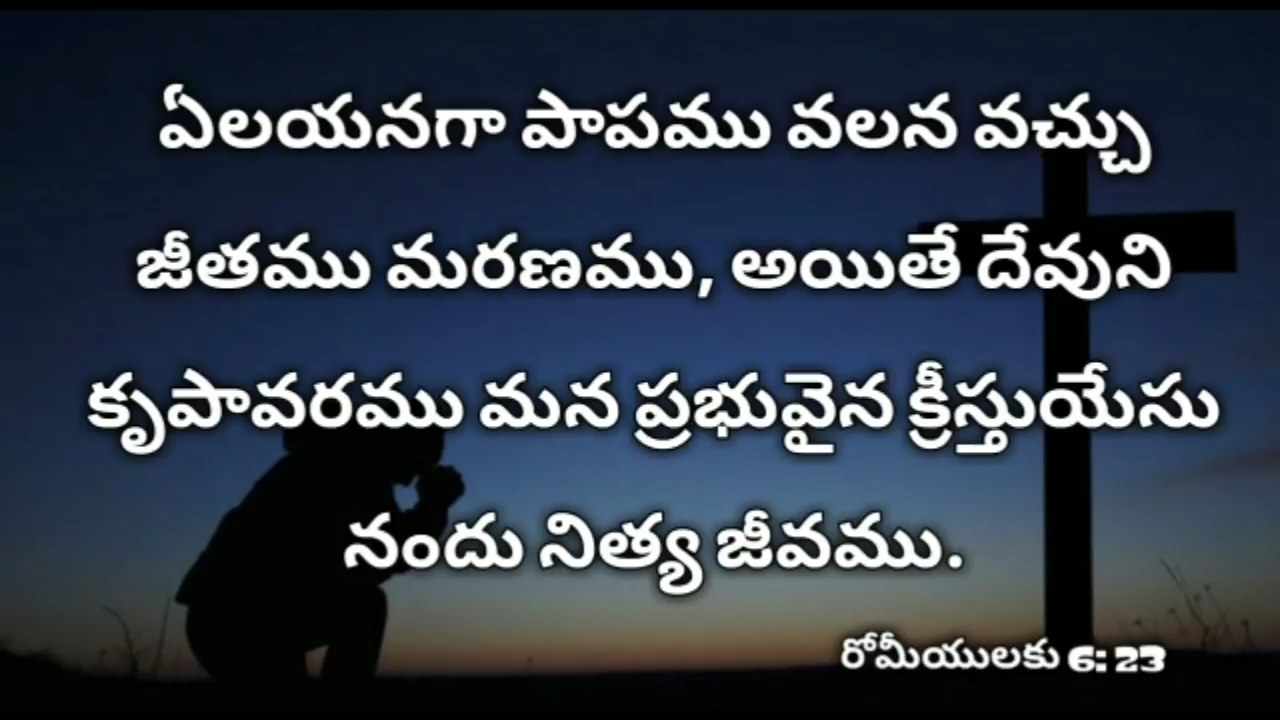 ఏలయనగా పాపము వలన వచ్చు
జీతము మరణము, అయితే దేవుని
కృపావరము మన ప్రభువైన క్రీస్తుయేసు
నందు నిత్య జీవము.
రోమీయులకు 6: 23